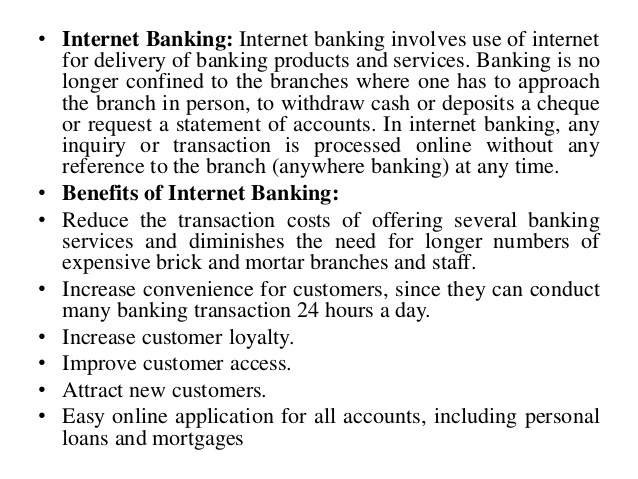 • Internet Banking: Internet banking involves use of internet
for delivery of banking products and services. Banking is no
longer confined to the branches where one has to approach
the branch in person, to withdraw cash or deposits a cheque
or request a statement of accounts. In internet banking, any
inquiry or transaction is processed online without any
reference to the branch (anywhere banking) at any time.
• Benefits of Internet Banking:
• Reduce the transaction costs of offering several banking
services and diminishes the need for longer numbers of
expensive brick and mortar branches and staff.
• Increase convenience for customers, since they can conduct
many banking transaction 24 hours a day.
• Increase customer loyalty.
• Improve customer access.
• Attract new customers.
• Easy online application for all accounts, including personal
loans and mortgages